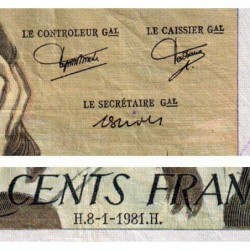 LE CONTROLEUR GAL LE CAISSIER GAL
LE SECRÉTAIRE GAL
CENTS FRAN
H.8-1-1981.H.